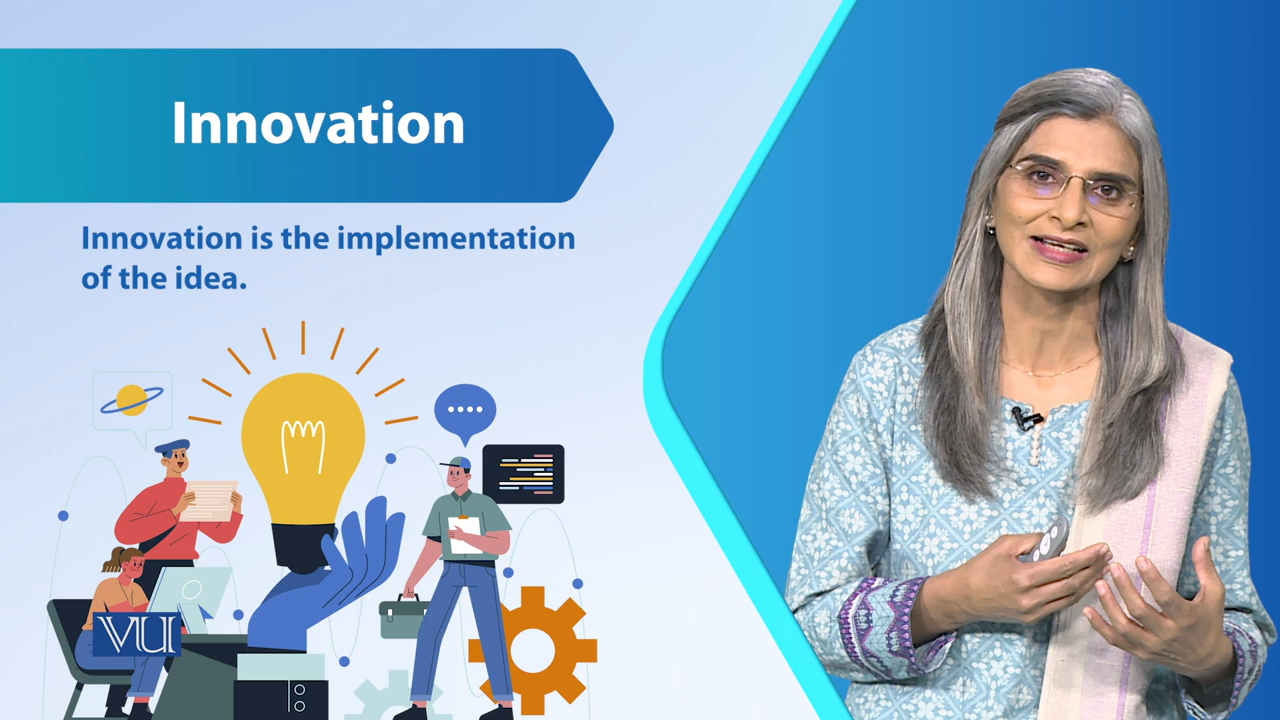 Innovation
Innovation is the implementation
of the idea.
VU